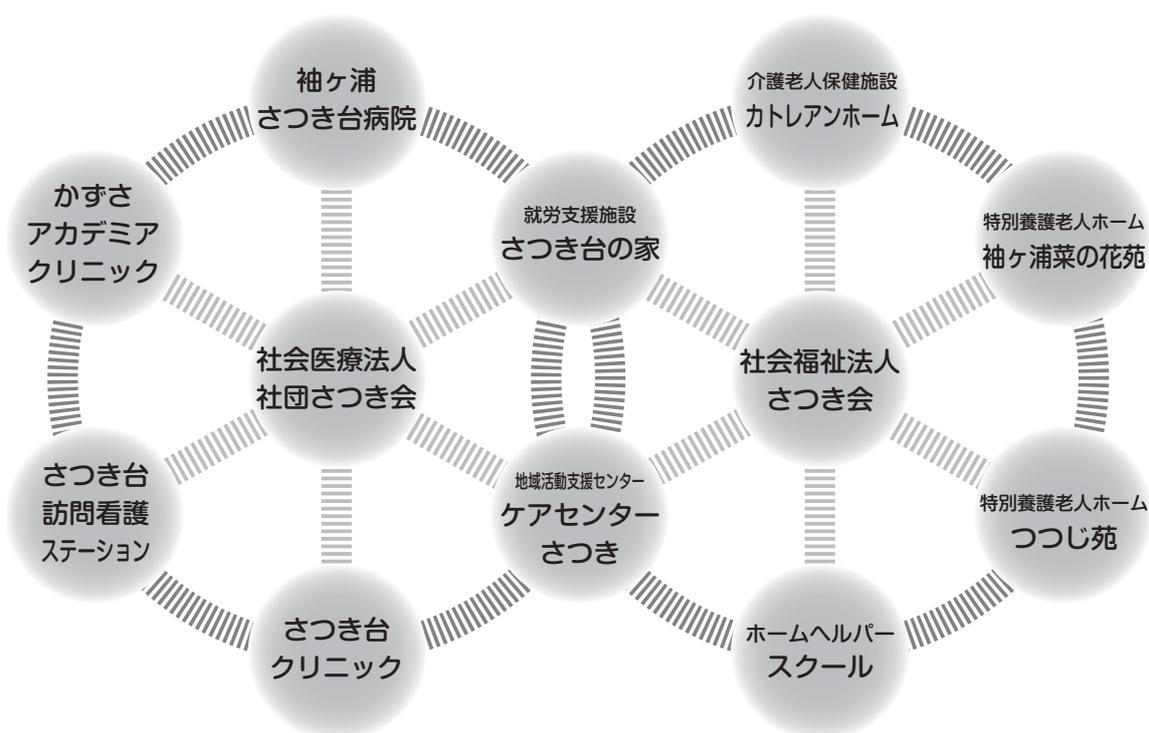 袖ヶ浦
さつき台病院
介護老人保健施設
カトレアンホーム
かずさ
アカデミア
クリニック
就労支援施設
さつき台の家
特別養護老人ホーム
袖ヶ浦菜の花苑
社会医療法人
社団さつき会
社会福祉法人
さつき会
さつき台
訪問看護
ステーション
地域活動支援センター
ケアセンター
さつき
特別養護老人ホーム
つつじ苑
さつき台
クリニック
ホームヘルパー
スクール